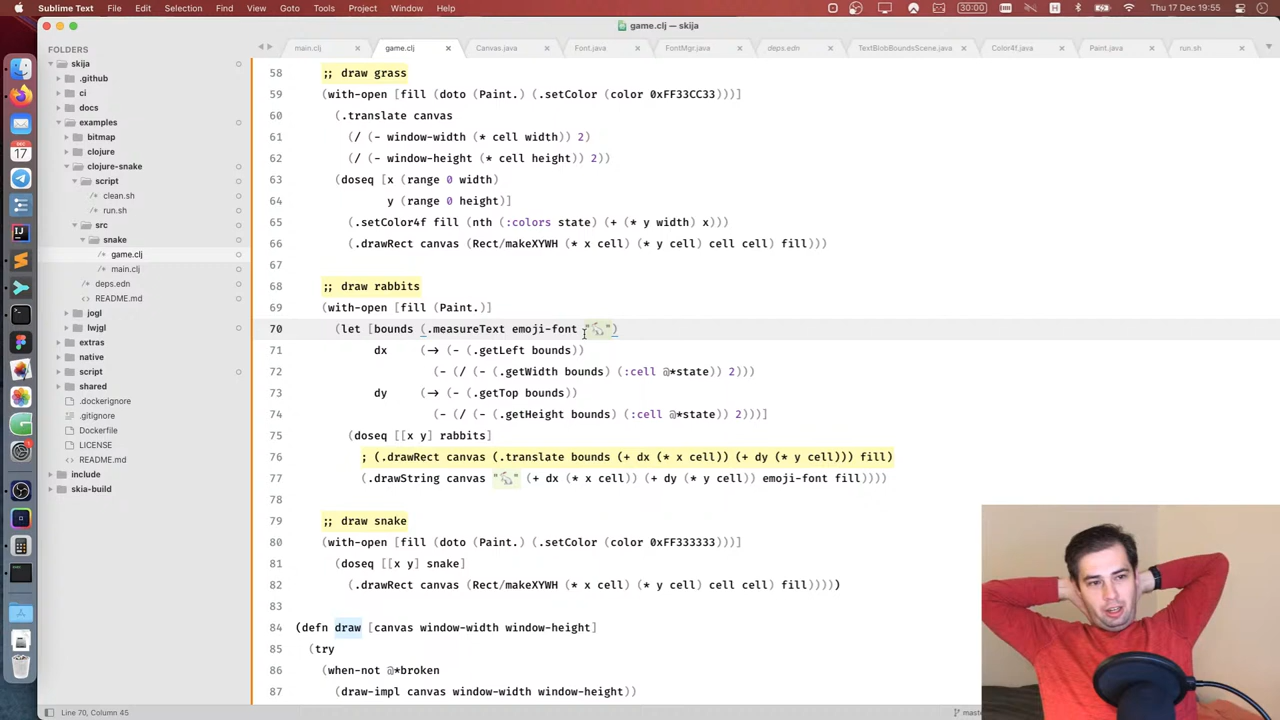 Sublime Text File Edit Selection Find View Goto Tools Project Window Help
30:00
Thu 17 Dec 19:55
game.clj — skija
FOLDERS
skija
.github
ci
docs
examples
bitmap
clojure
clojure-snake
script
clean.sh
run.sh
src
snake
game.clj
main.clj
deps.edn
README.md
jogl
lwjgl
extras
native
script
shared
.dockerignore
.gitignore
Dockerfile
LICENSE
README.md
include
skia-build
main.clj × game.clj × Canvas.java × Font.java × FontMgr.java × deps.edn × TextBlobBoundsScene.java × Color4f.java × Paint.java × run.sh ×
58 ;; draw grass
59 (with-open [fill (doto (Paint.) (.setColor (color 0xFF33CC33)))]
60 (.translate canvas
61 (/ (- window-width (* cell width)) 2)
62 (/ (- window-height (* cell height)) 2))
63 (doseq [x (range 0 width)
64 y (range 0 height)]
65 (.setColor4f fill (nth (:colors state) (+ (* y width) x)))
66 (.drawRect canvas (Rect/makeXYWH (* x cell) (* y cell) cell cell) fill)))
67
68 ;; draw rabbits
69 (with-open [fill (Paint.)]
70 (let [bounds (.measureText emoji-font "🐇")
71 dx (-> (- (.getLeft bounds))
72 (- (/ (- (.getWidth bounds) (:cell @*state)) 2)))
73 dy (-> (- (.getTop bounds))
74 (- (/ (- (.getHeight bounds) (:cell @*state)) 2)))]
75 (doseq [[x y] rabbits]
76 ; (.drawRect canvas (.translate bounds (+ dx (* x cell)) (+ dy (* y cell))) fill)
77 (.drawString canvas "🐇" (+ dx (* x cell)) (+ dy (* y cell)) emoji-font fill))))
78
79 ;; draw snake
80 (with-open [fill (doto (Paint.) (.setColor (color 0xFF333333)))]
81 (doseq [[x y] snake]
82 (.drawRect canvas (Rect/makeXYWH (* x cell) (* y cell) cell cell) fill)))))
83
84 (defn draw [canvas window-width window-height]
85 (try
86 (when-not @*broken
87 (draw-impl canvas window-width window-height))
Line 70, Column 45